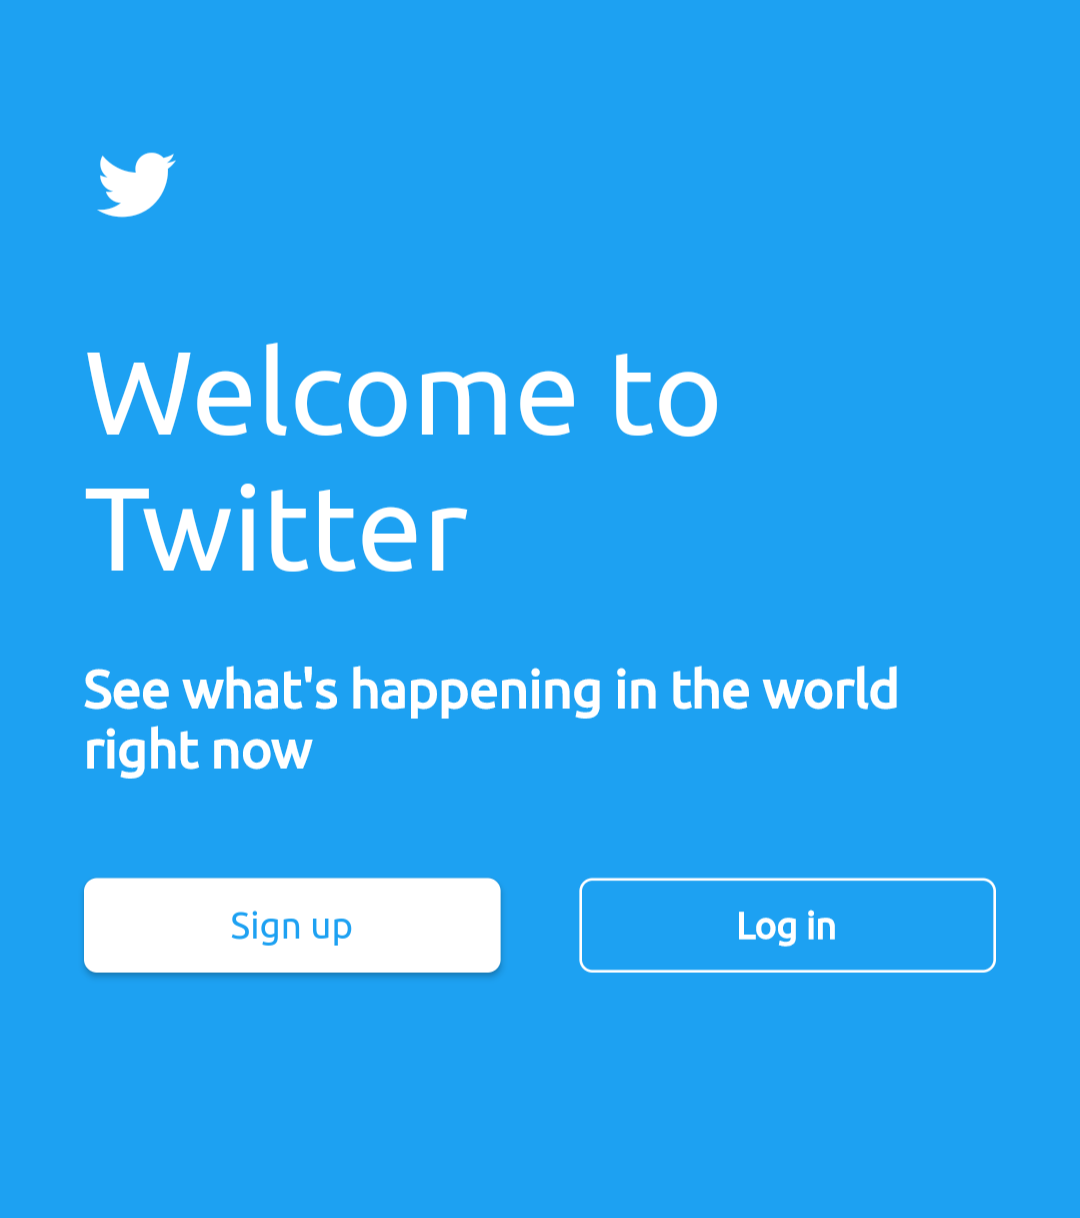 Welcome to
Twitter
See what's happening in the world
right now
Sign up
Log in